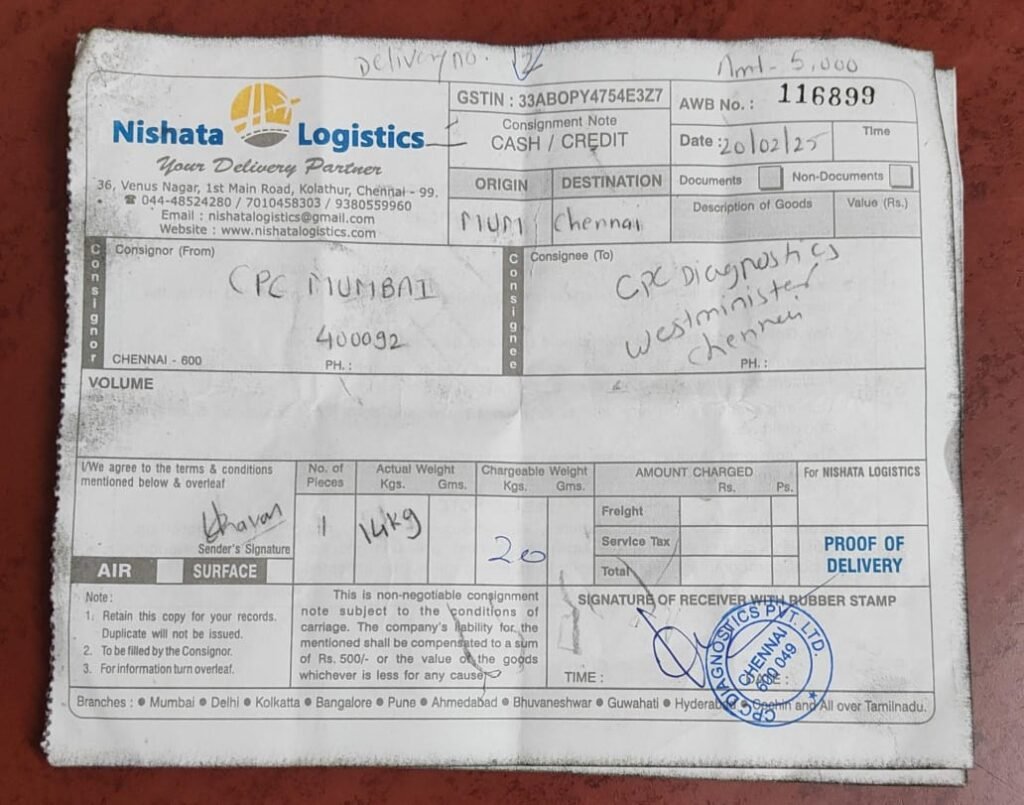 Delivery no. 12
Amt - 5,000
Nishata Logistics
Your Delivery Partner
36, Venus Nagar, 1st Main Road, Kolathur, Chennai - 99.
☎ 044-48524280 / 7010458303 / 9380559960
Email : nishatalogistics@gmail.com
Website : www.nishatalogistics.com
GSTIN : 33ABOPY4754E3Z7
Consignment Note
CASH / CREDIT
AWB No. : 116899
Date : 20/02/25
Time
ORIGIN DESTINATION
MUM Chennai
Documents Non-Documents
Description of Goods Value (Rs.)
Consignor
Consignor (From)
CPC MUMBAI
400092
CHENNAI - 600 PH. :
Consignee
Consignee (To)
CPC Diagnostics
Westminister
Chennai
PH. :
VOLUME
I/We agree to the terms & conditions
mentioned below & overleaf
Sender's Signature
AIR SURFACE
No. of
Pieces
1
Actual Weight
Kgs. Gms.
14kg
Chargeable Weight
Kgs. Gms.
20
AMOUNT CHARGED
Rs. Ps.
Freight
Service Tax
Total
For NISHATA LOGISTICS
PROOF OF
DELIVERY
Note :
1. Retain this copy for your records.
Duplicate will not be issued.
2. To be filled by the Consignor.
3. For information turn overleaf.
This is non-negotiable consignment
note subject to the conditions of
carriage. The company's liability for the
mentioned shall be compensated to a sum
of Rs. 500/- or the value of the goods
whichever is less for any cause
SIGNATURE OF RECEIVER WITH RUBBER STAMP
TIME : DATE :
CPC DIAGNOSTICS PVT. LTD.
CHENNAI
600 049
Branches : ● Mumbai ● Delhi ● Kolkatta ● Bangalore ● Pune ● Ahmedabad ● Bhuvaneshwar ● Guwahati ● Hyderabad ● Cochin and All over Tamilnadu.